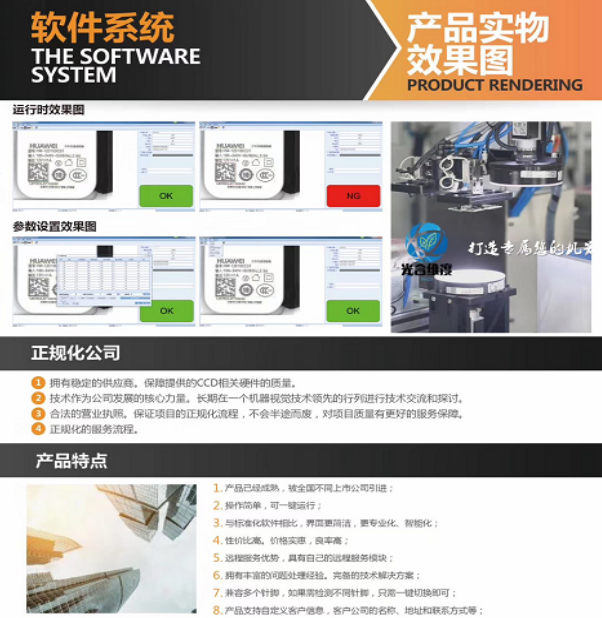 软件系统
THE SOFTWARE
SYSTEM
产品实物
效果图
PRODUCT RENDERING
运行时效果图
HUAWEI
OK
HUAWEI
NG
参数设置效果图
OK
HUAWEI
OK
光合维度
打造专属您的
正规化公司
1 拥有稳定的供应商。保障提供的CCD相关硬件的质量。
2 技术作为公司发展的核心力量。长期在一个机器视觉技术领先的行列进行技术交流和探讨。
3 合法的营业执照。保证项目的正规化流程，不会半途而废，对项目质量有更好的服务保障。
4 正规化的服务流程。
产品特点
1. 产品已经成熟，被全国不同上市公司引进；
2. 操作简单，可一键运行；
3. 与标准化软件相比，界面更简洁，更专业化、智能化；
4. 性价比高。价格实惠，良率高；
5. 远程服务优势，具有自己的远程服务模块；
6. 拥有丰富的问题处理经验。完备的技术解决方案；
7. 兼容多个针脚，如果需检测不同针脚，只需一键切换即可；
8. 产品支持自定义客户信息，客户公司的名称、地址和联系方式等；